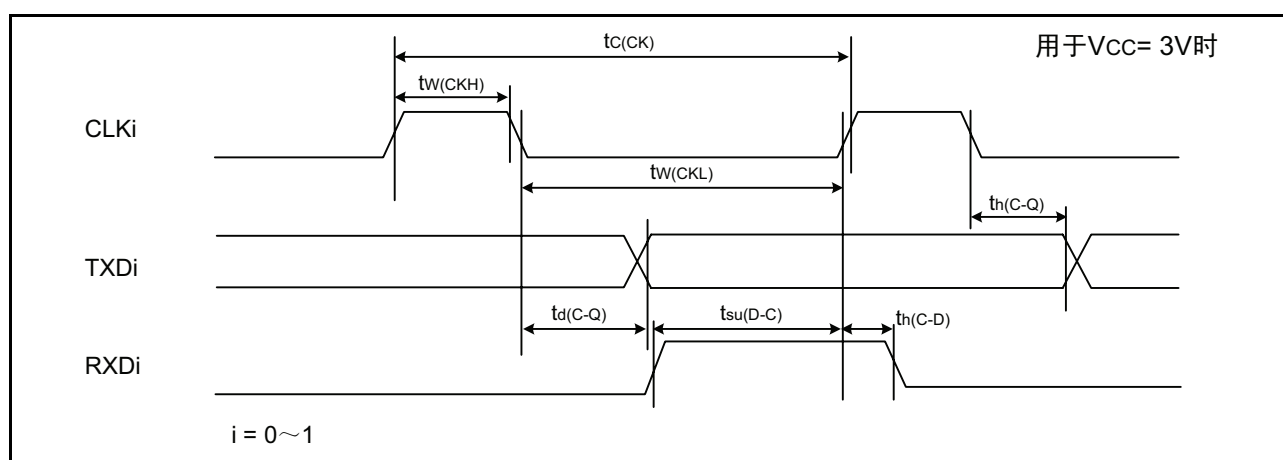 tC(CK)
用于VCC= 3V时
tW(CKH)
CLKi
tW(CKL)
th(C-Q)
TXDi
td(C-Q)
tsu(D-C)
th(C-D)
RXDi
i = 0～1